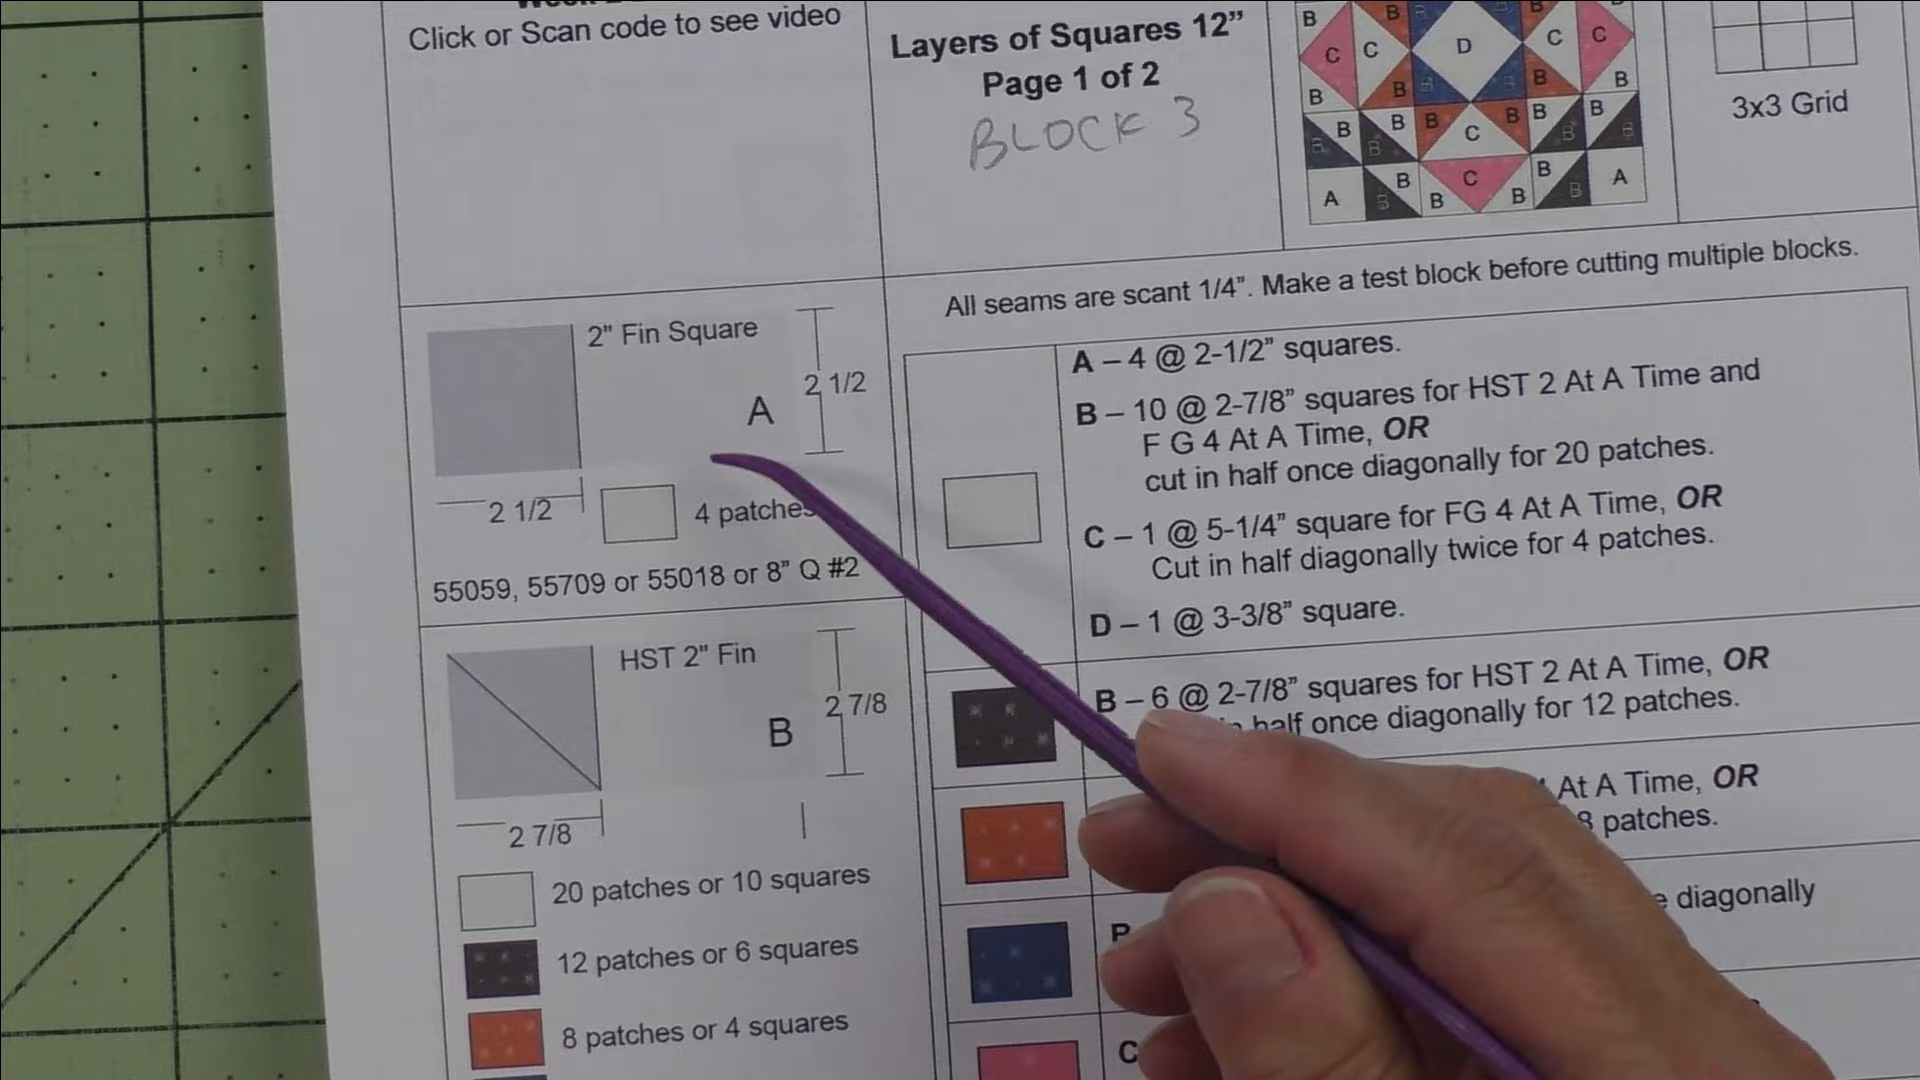 Click or Scan code to see video
Layers of Squares 12”
Page 1 of 2
BLOCK 3
B B B B
C C D C C
B B B B B B
B B B C B B B
B B B B
A B B C B B B A
B
3x3 Grid
All seams are scant 1/4”. Make a test block before cutting multiple blocks.
2" Fin Square
A
2 1/2
2 1/2
4 patches
55059, 55709 or 55018 or 8” Q #2
HST 2" Fin
B
2 7/8
2 7/8
20 patches or 10 squares
12 patches or 6 squares
8 patches or 4 squares
A – 4 @ 2-1/2” squares.
B – 10 @ 2-7/8” squares for HST 2 At A Time and
F G 4 At A Time, OR
cut in half once diagonally for 20 patches.
C – 1 @ 5-1/4” square for FG 4 At A Time, OR
Cut in half diagonally twice for 4 patches.
D – 1 @ 3-3/8” square.
B – 6 @ 2-7/8” squares for HST 2 At A Time, OR
half once diagonally for 12 patches.
At A Time, OR
8 patches.
diagonally
C